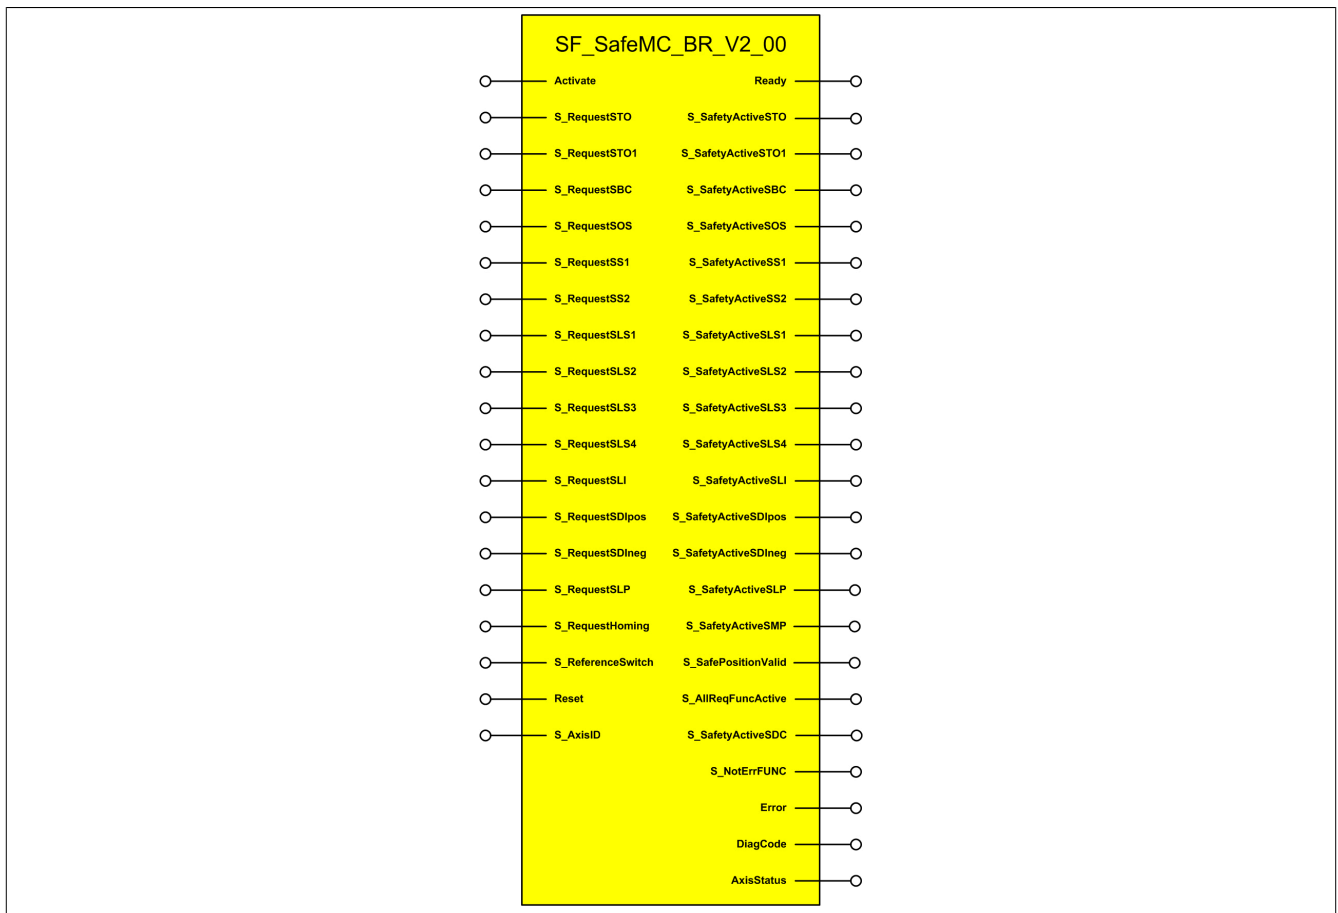 SF_SafeMC_BR_V2_00
Activate Ready
S_RequestSTO S_SafetyActiveSTO
S_RequestSTO1 S_SafetyActiveSTO1
S_RequestSBC S_SafetyActiveSBC
S_RequestSOS S_SafetyActiveSOS
S_RequestSS1 S_SafetyActiveSS1
S_RequestSS2 S_SafetyActiveSS2
S_RequestSLS1 S_SafetyActiveSLS1
S_RequestSLS2 S_SafetyActiveSLS2
S_RequestSLS3 S_SafetyActiveSLS3
S_RequestSLS4 S_SafetyActiveSLS4
S_RequestSLI S_SafetyActiveSLI
S_RequestSDIpos S_SafetyActiveSDIpos
S_RequestSDIneg S_SafetyActiveSDIneg
S_RequestSLP S_SafetyActiveSLP
S_RequestHoming S_SafetyActiveSMP
S_ReferenceSwitch S_SafePositionValid
Reset S_AllReqFuncActive
S_AxisID S_SafetyActiveSDC
S_NotErrFUNC
Error
DiagCode
AxisStatus